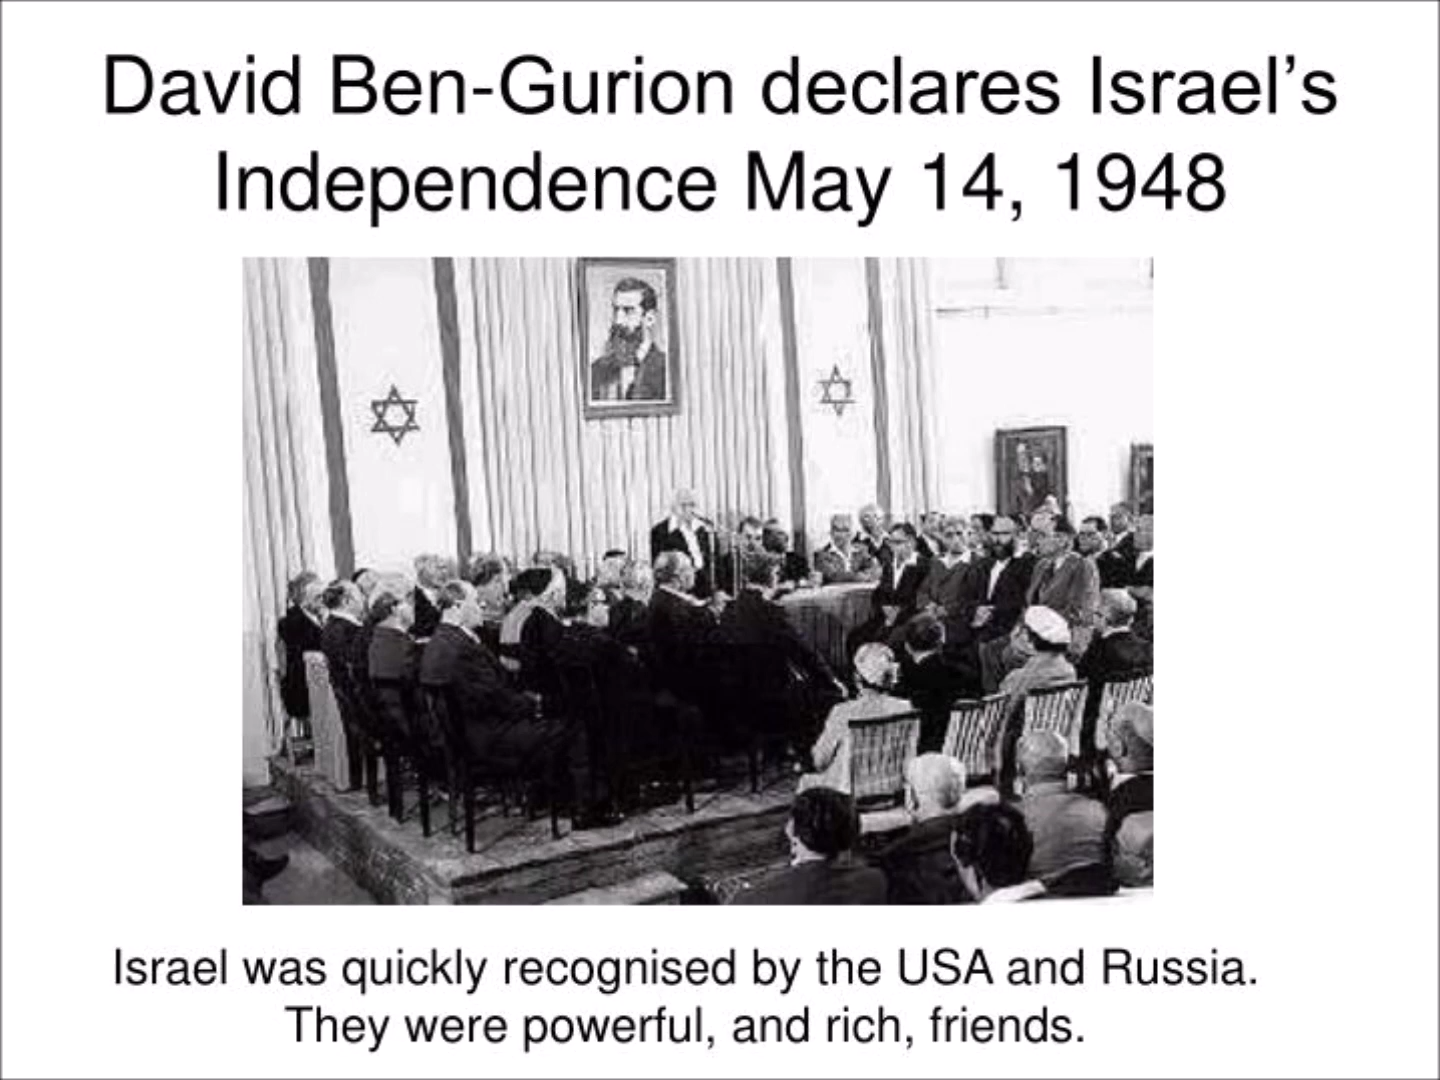 David Ben-Gurion declares Israel’s
Independence May 14, 1948
Israel was quickly recognised by the USA and Russia.
They were powerful, and rich, friends.